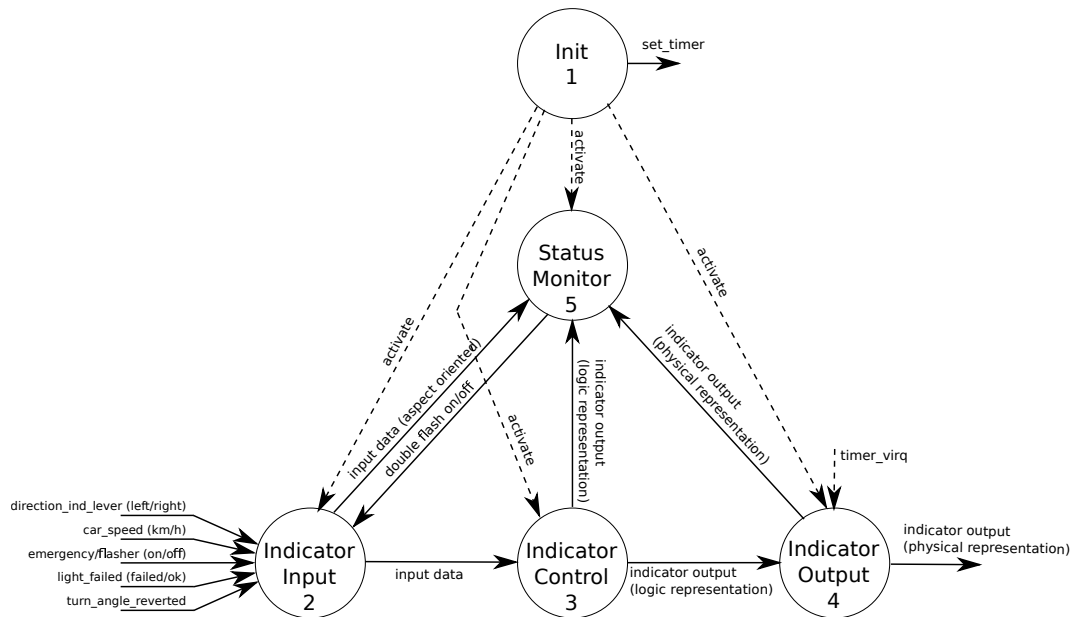 Init
1
set_timer
activate
Status
Monitor
5
activate
activate
activate
input data (aspect oriented)
double flash on/off
indicator output
(logic representation)
indicator output
(physical representation)
timer_virq
direction_ind_lever (left/right)
car_speed (km/h)
emergency/flasher (on/off)
light_failed (failed/ok)
turn_angle_reverted
Indicator
Input
2
input data
Indicator
Control
3
indicator output
(logic representation)
Indicator
Output
4
indicator output
(physical representation)